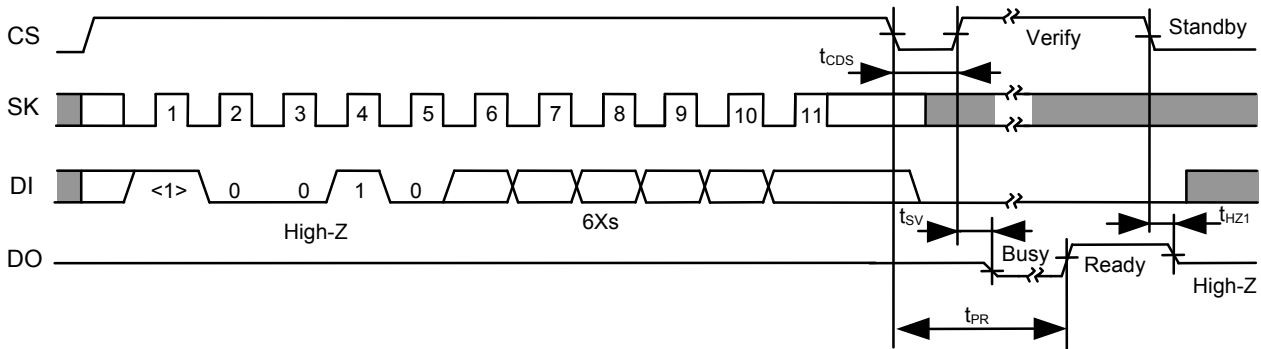 CS
Verify
Standby
tCDS
SK
1 2 3 4 5 6 7 8 9 10 11
DI
<1> 0 0 1 0
6Xs
High-Z
tSV
tHZ1
DO
Busy
Ready
High-Z
tPR